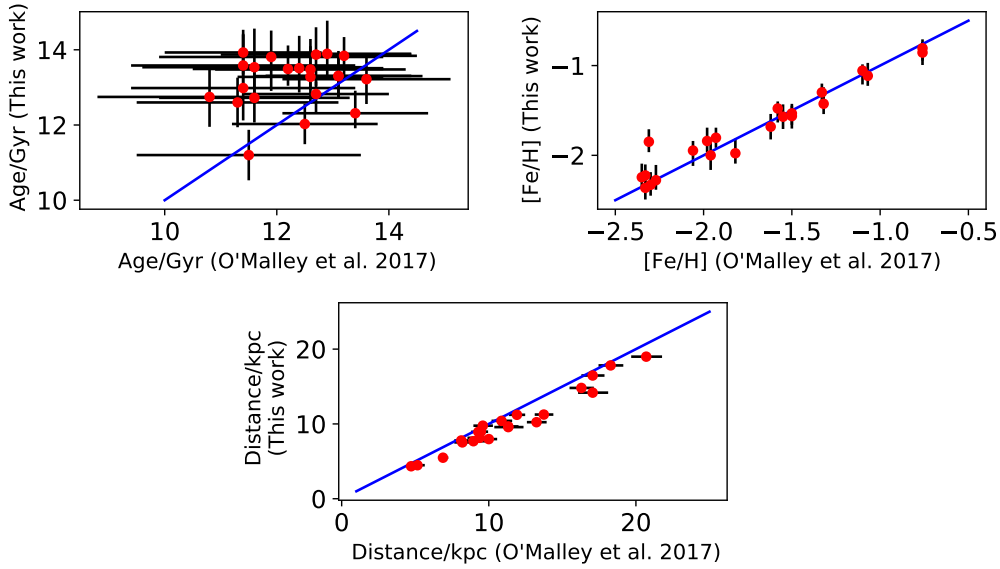 Age/Gyr (This work)
14
12
10
10
12
14
Age/Gyr (O'Malley et al. 2017)
[Fe/H] (This work)
−1
−2
−2.5
−2.0
−1.5
−1.0
−0.5
[Fe/H] (O'Malley et al. 2017)
Distance/kpc
(This work)
20
10
0
0
10
20
Distance/kpc (O'Malley et al. 2017)